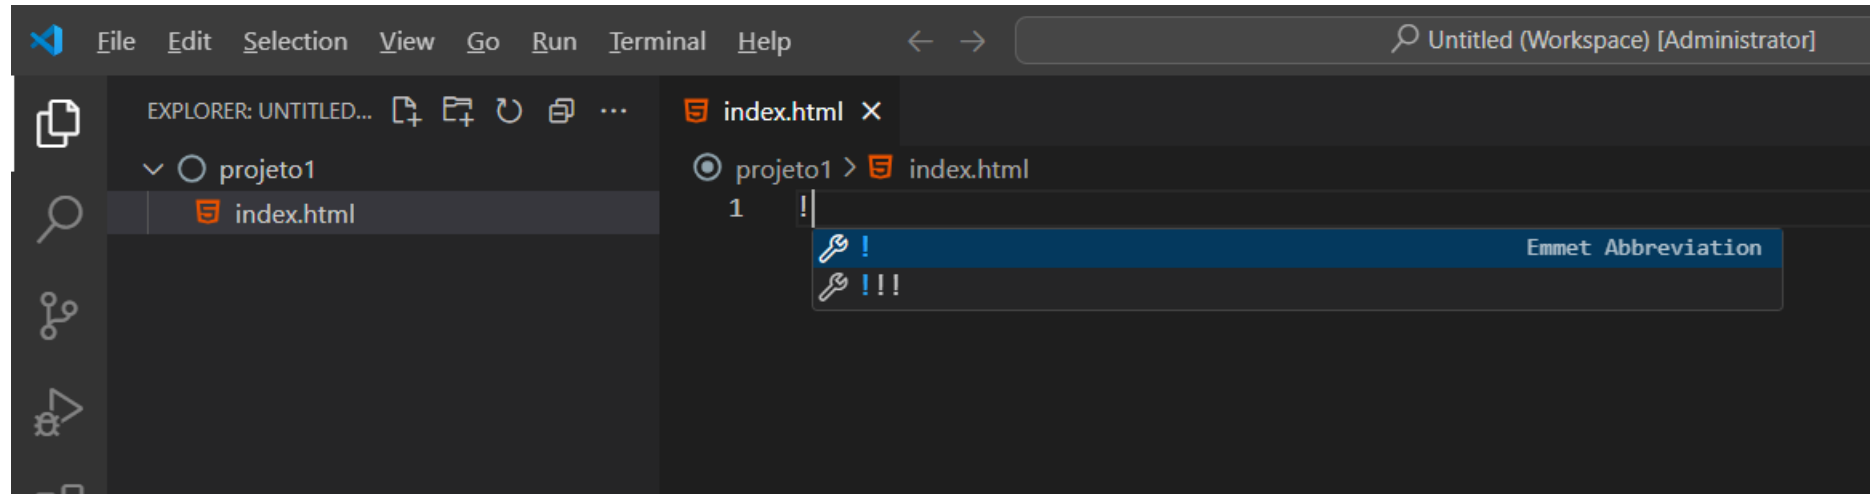 File Edit Selection View Go Run Terminal Help Untitled (Workspace) [Administrator]
EXPLORER: UNTITLED... index.html
projeto1
index.html
projeto1 > index.html
1 !
! Emmet Abbreviation
!!!